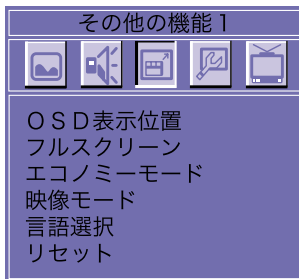 その他の機能１
ＯＳＤ表示位置
フルスクリーン
エコノミーモード
映像モード
言語選択
リセット